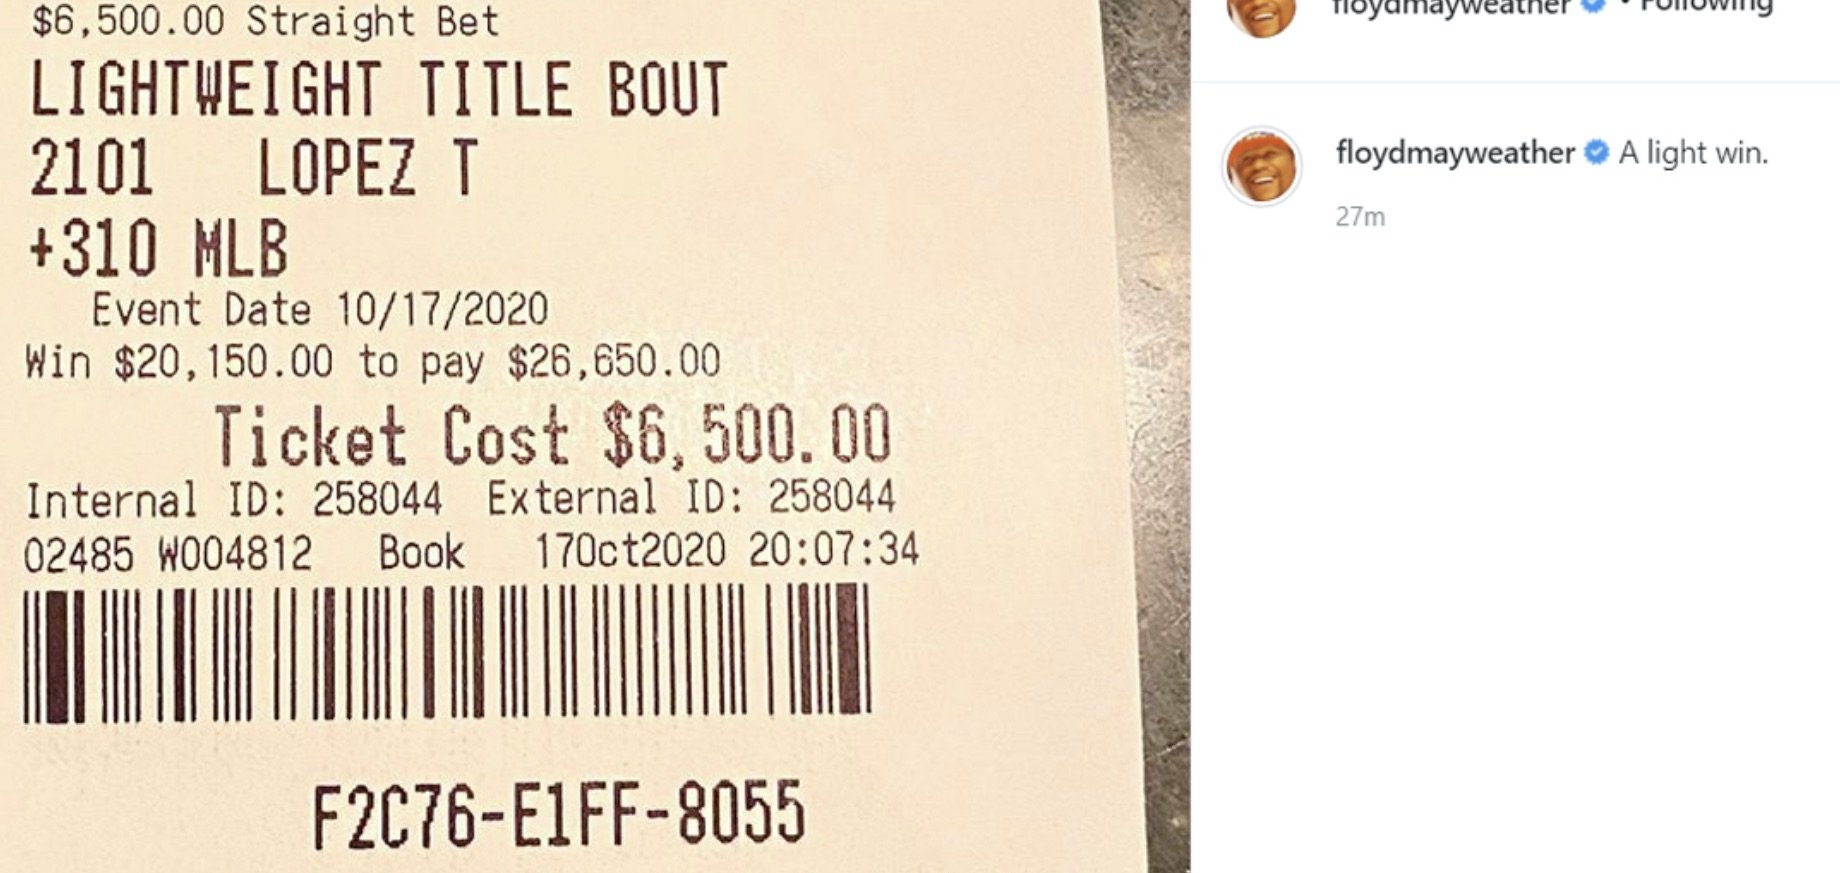 $6,500.00 Straight Bet
LIGHTWEIGHT TITLE BOUT
2101 LOPEZ T
+310 MLB
Event Date 10/17/2020
Win $20,150.00 to pay $26,650.00
Ticket Cost $6,500.00
Internal ID: 258044 External ID: 258044
02485 W004812 Book 17Oct2020 20:07:34
F2C76-E1FF-8055
floydmayweather • Following
floydmayweather A light win.
27m